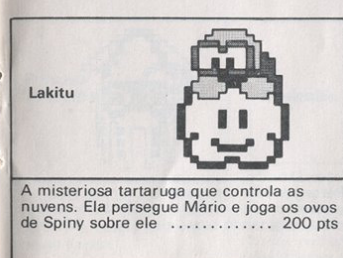 Lakitu
A misteriosa tartaruga que controla as
nuvens. Ela persegue Mário e joga os ovos
de Spiny sobre ele ............. 200 pts